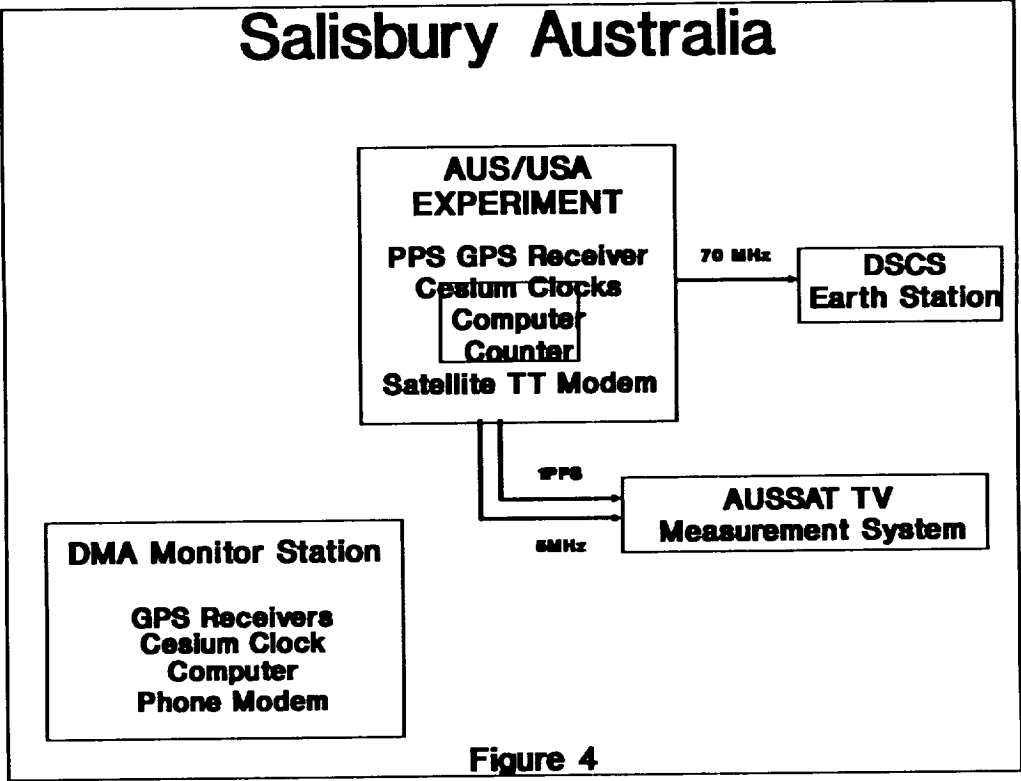 Salisbury Australia
AUS/USA
EXPERIMENT
PPS GPS Receiver
Cesium Clocks
Computer
Counter
Satellite TT Modem
70 MHz
DSCS
Earth Station
1PPS
5MHz
AUSSAT TV
Measurement System
DMA Monitor Station
GPS Receivers
Cesium Clock
Computer
Phone Modem
Figure 4